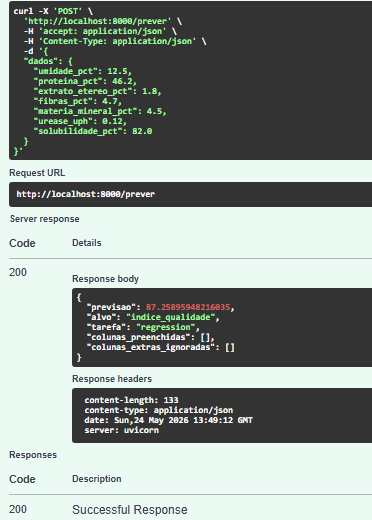 curl -X 'POST' \
'http://localhost:8000/prever' \
-H 'accept: application/json' \
-H 'Content-Type: application/json' \
-d '{
"dados": {
"umidade_pct": 12.5,
"proteina_pct": 46.2,
"extrato_etereo_pct": 1.8,
"fibras_pct": 4.7,
"materia_mineral_pct": 4.5,
"urease_uph": 0.12,
"solubilidade_pct": 82.0
}
}'
Request URL
http://localhost:8000/prever
Server response
Code Details
200
Response body
{
"previsao": 87.25895948216035,
"alvo": "indice_qualidade",
"tarefa": "regression",
"colunas_preenchidas": [],
"colunas_extras_ignoradas": []
}
Response headers
content-length: 133
content-type: application/json
date: Sun,24 May 2026 13:49:12 GMT
server: uvicorn
Responses
Code Description
200 Successful Response